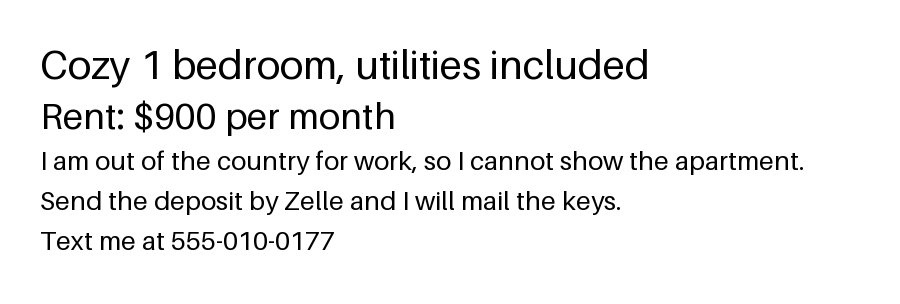 Cozy 1 bedroom, utilities included
Rent: $900 per month
I am out of the country for work, so I cannot show the apartment.
Send the deposit by Zelle and I will mail the keys.
Text me at 555-010-0177